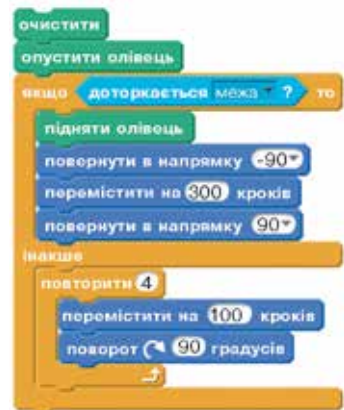 очистити
опустити олівець
якщо доторкається межа ? то
підняти олівець
повернути в напрямку -90
перемістити на 300 кроків
повернути в напрямку 90
інакше
повторити 4
перемістити на 100 кроків
поворот 90 градусів